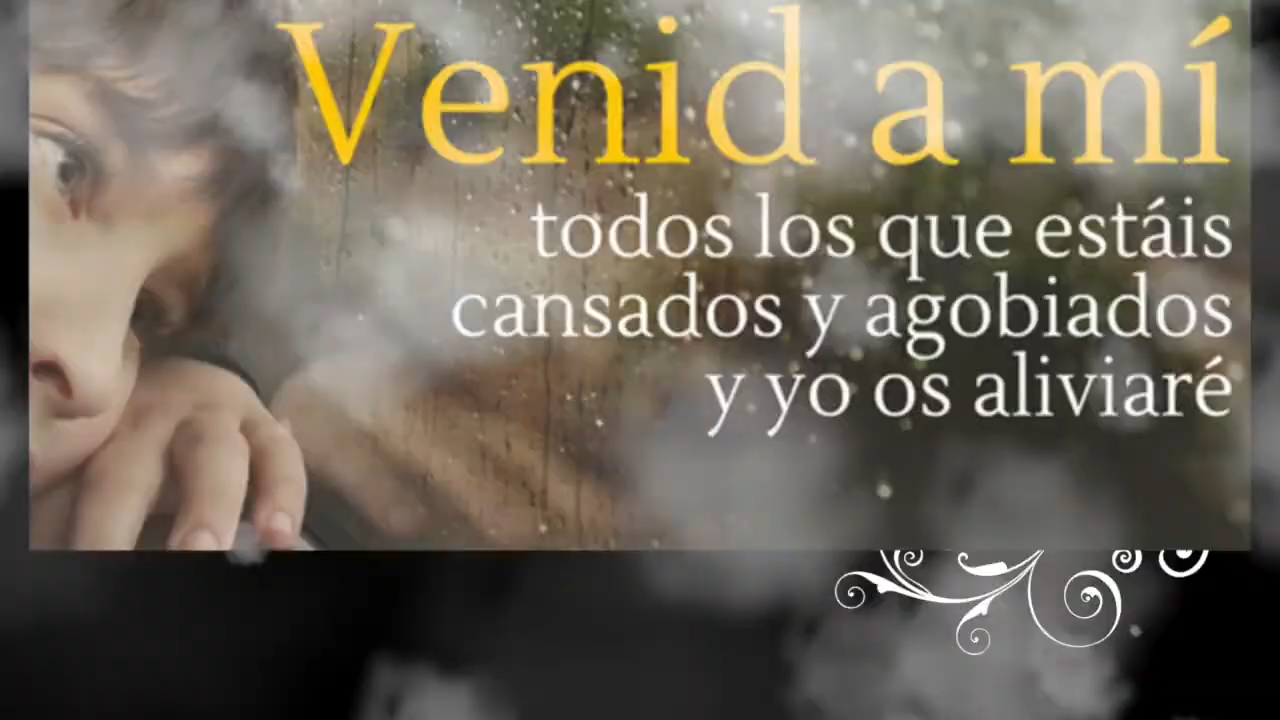 Venid a mí
todos los que estáis
cansados y agobiados
y yo os aliviaré